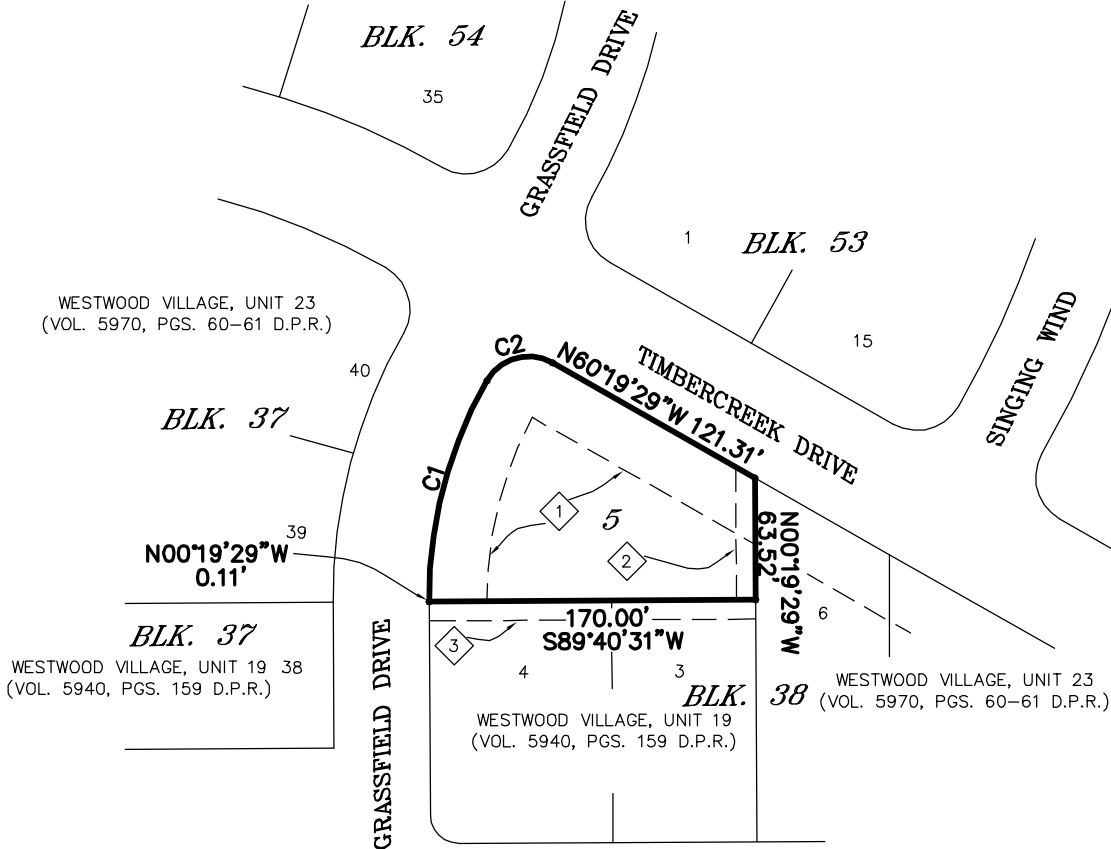 BLK. 54
35
GRASSFIELD DRIVE
1
BLK. 53
15
SINGING WIND
WESTWOOD VILLAGE, UNIT 23
(VOL. 5970, PGS. 60-61 D.P.R.)
40
BLK. 37
C2
N60°19'29"W 121.31'
TIMBERCREEK DRIVE
C1
1
5
2
39
N00°19'29"W
0.11'
N00°19'29"W
63.52'
6
170.00'
S89°40'31"W
3
4
3
BLK. 37
WESTWOOD VILLAGE, UNIT 19 38
(VOL. 5940, PGS. 159 D.P.R.)
GRASSFIELD DRIVE
BLK. 38
WESTWOOD VILLAGE, UNIT 23
(VOL. 5970, PGS. 60-61 D.P.R.)
WESTWOOD VILLAGE, UNIT 19
(VOL. 5940, PGS. 159 D.P.R.)